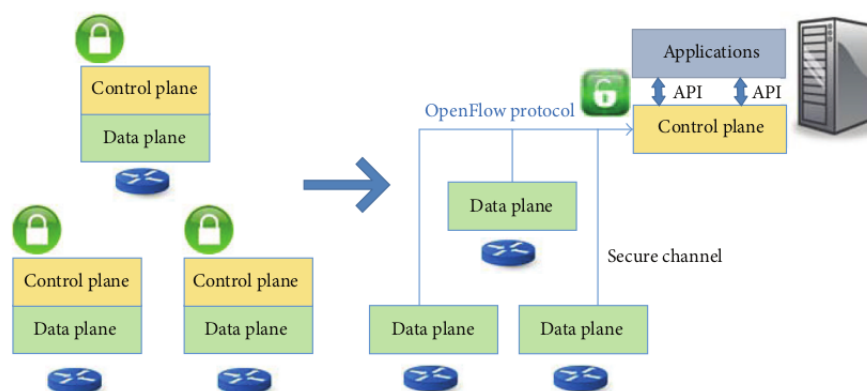 Control plane
Data plane
Control plane
Data plane
Control plane
Data plane
Applications
API
API
OpenFlow protocol
Control plane
Data plane
Secure channel
Data plane
Data plane